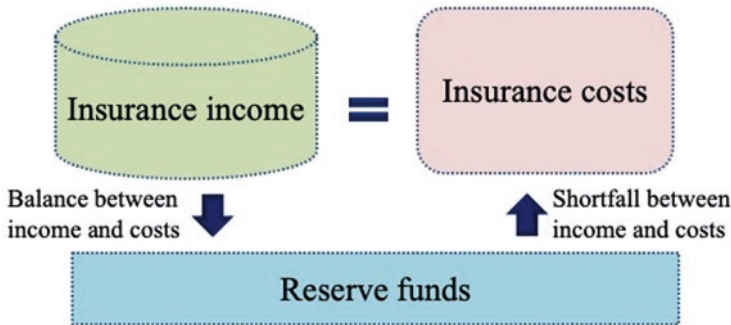 Insurance income
=
Insurance costs
Balance between
income and costs
Shortfall between
income and costs
Reserve funds